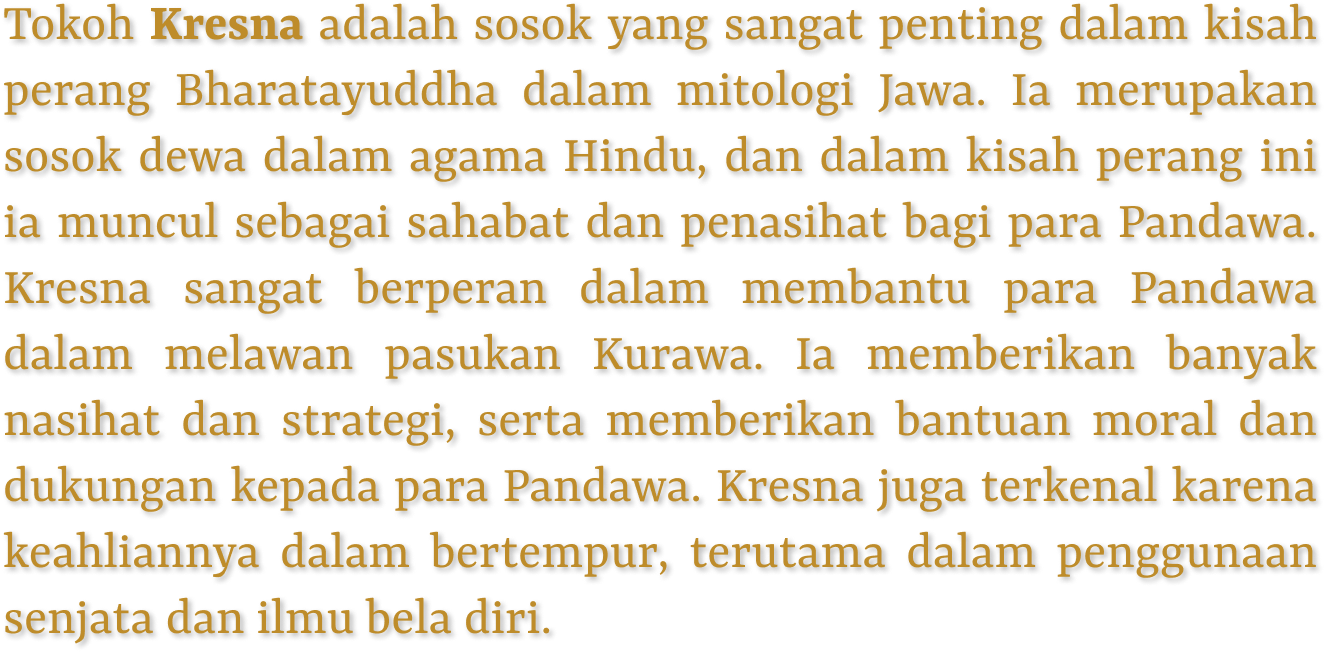 Tokoh Kresna adalah sosok yang sangat penting dalam kisah
perang Bharatayuddha dalam mitologi Jawa. Ia merupakan
sosok dewa dalam agama Hindu, dan dalam kisah perang ini
ia muncul sebagai sahabat dan penasihat bagi para Pandawa.
Kresna sangat berperan dalam membantu para Pandawa
dalam melawan pasukan Kurawa. Ia memberikan banyak
nasihat dan strategi, serta memberikan bantuan moral dan
dukungan kepada para Pandawa. Kresna juga terkenal karena
keahliannya dalam bertempur, terutama dalam penggunaan
senjata dan ilmu bela diri.